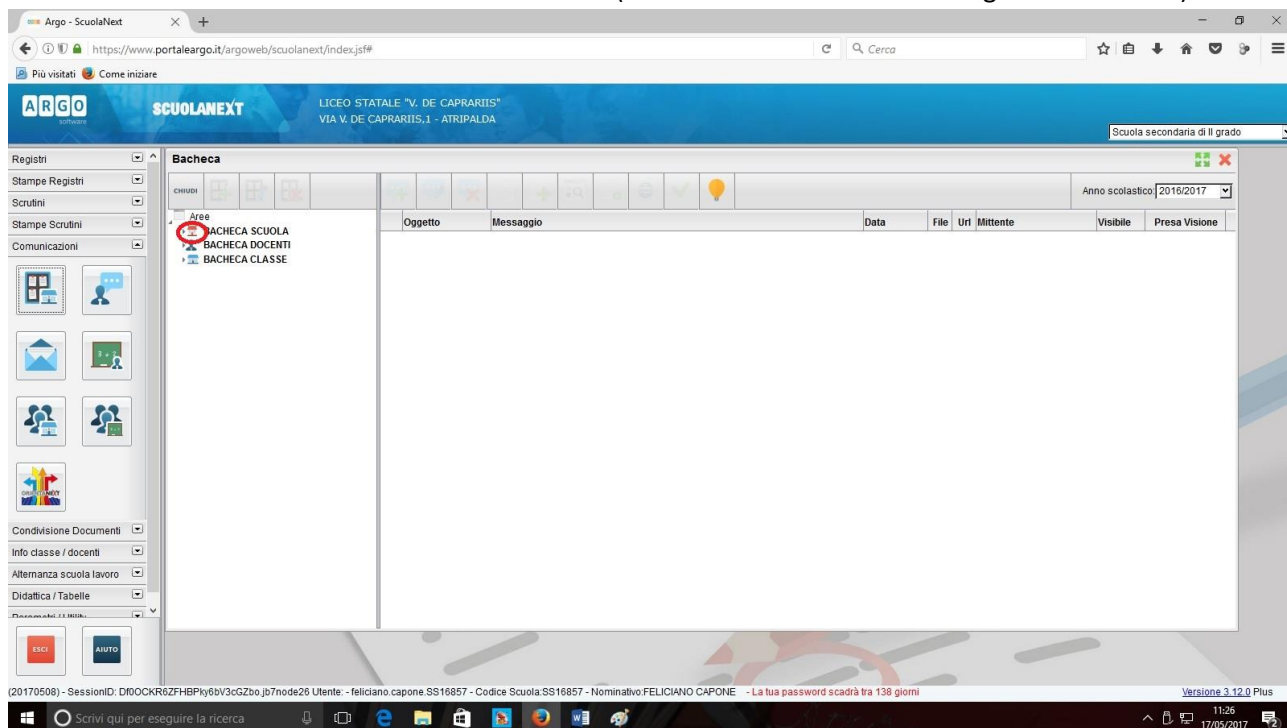 Argo - ScuolaNext
https://www.portaleargo.it/argoweb/scuolanext/index.jsf#
Cerca
Più visitati Come iniziare
ARGO software
SCUOLANEXT
LICEO STATALE "V. DE CAPRARIIS"
VIA V. DE CAPRARIIS,1 - ATRIPALDA
Scuola secondaria di II grado
Registri
Stampe Registri
Scrutini
Stampe Scrutini
Comunicazioni
ORIENTANEXT
Condivisione Documenti
Info classe / docenti
Alternanza scuola lavoro
Didattica / Tabelle
ESCI
AIUTO
Bacheca
CHIUDI
Anno scolastico: 2016/2017
Aree
BACHECA SCUOLA
BACHECA DOCENTI
BACHECA CLASSE
Oggetto Messaggio Data File Url Mittente Visibile Presa Visione
(20170508) - SessionID: Utente: - feliciano.capone.SS16857 - Codice Scuola:SS16857 - Nominativo:FELICIANO CAPONE - La tua password scadrà tra 138 giorni
Versione 3.12.0 Plus
Scrivi qui per eseguire la ricerca
11:26
17/05/2017